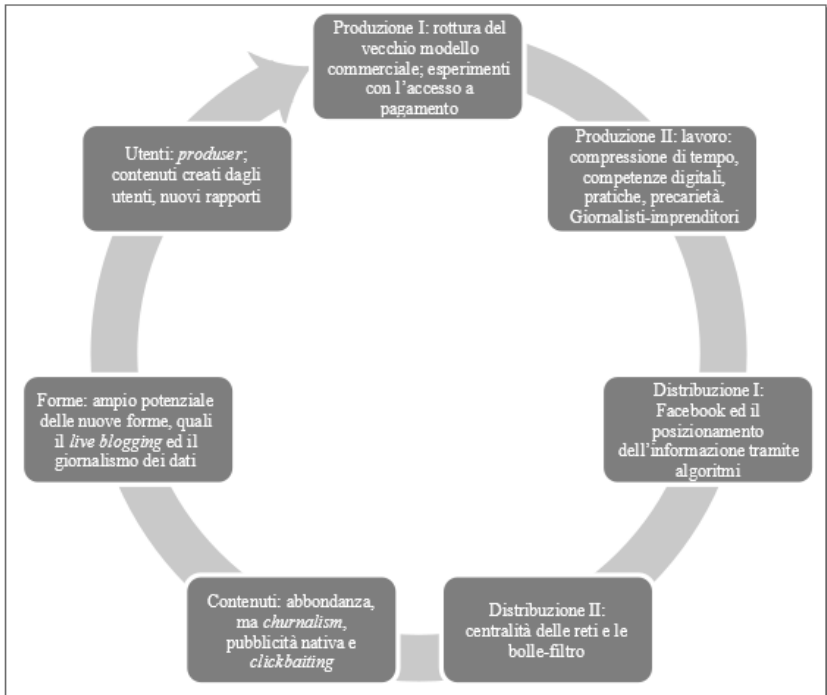 Produzione I: rottura del
vecchio modello
commerciale; esperimenti
con l’accesso a
pagamento
Produzione II: lavoro:
compressione di tempo,
competenze digitali,
pratiche, precarietà.
Giornalisti-imprenditori
Distribuzione I:
Facebook ed il
posizionamento
dell’informazione tramite
algoritmi
Distribuzione II:
centralità delle reti e le
bolle-filtro
Contenuti: abbondanza,
ma churnalism,
pubblicità nativa e
clickbaiting
Forme: ampio potenziale
delle nuove forme, quali
il live blogging ed il
giornalismo dei dati
Utenti: produser;
contenuti creati dagli
utenti, nuovi rapporti